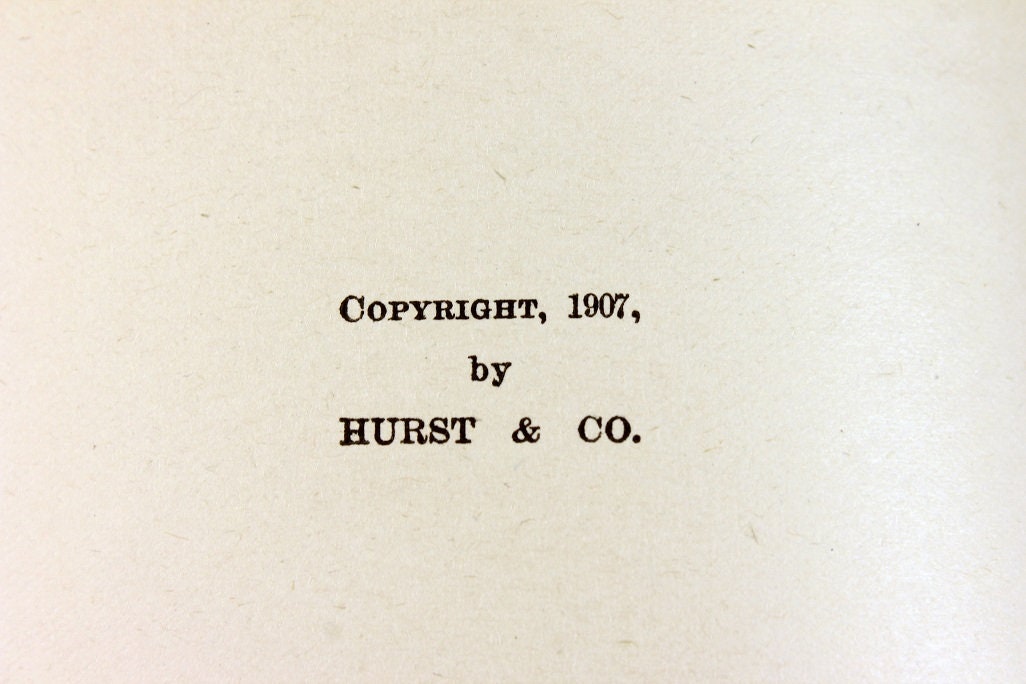 Copyright, 1907,
by
HURST & CO.